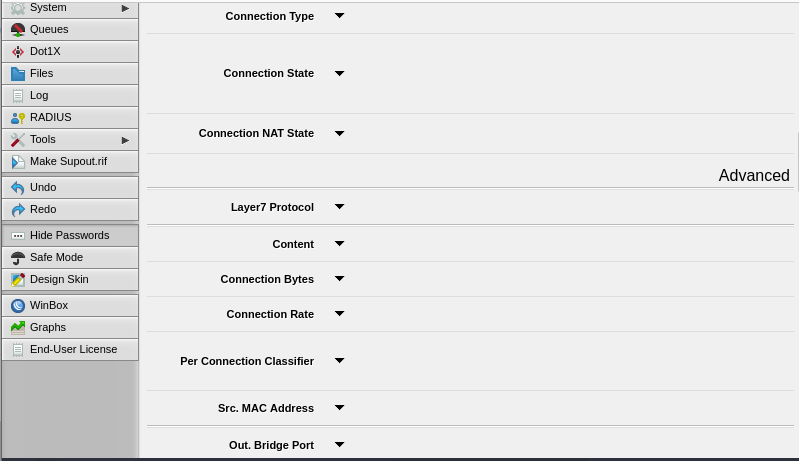 System
Queues
Dot1X
Files
Log
RADIUS
Tools
Make Supout.rif
Undo
Redo
Hide Passwords
Safe Mode
Design Skin
WinBox
Graphs
End-User License
Connection Type
Connection State
Connection NAT State
Advanced
Layer7 Protocol
Content
Connection Bytes
Connection Rate
Per Connection Classifier
Src. MAC Address
Out. Bridge Port